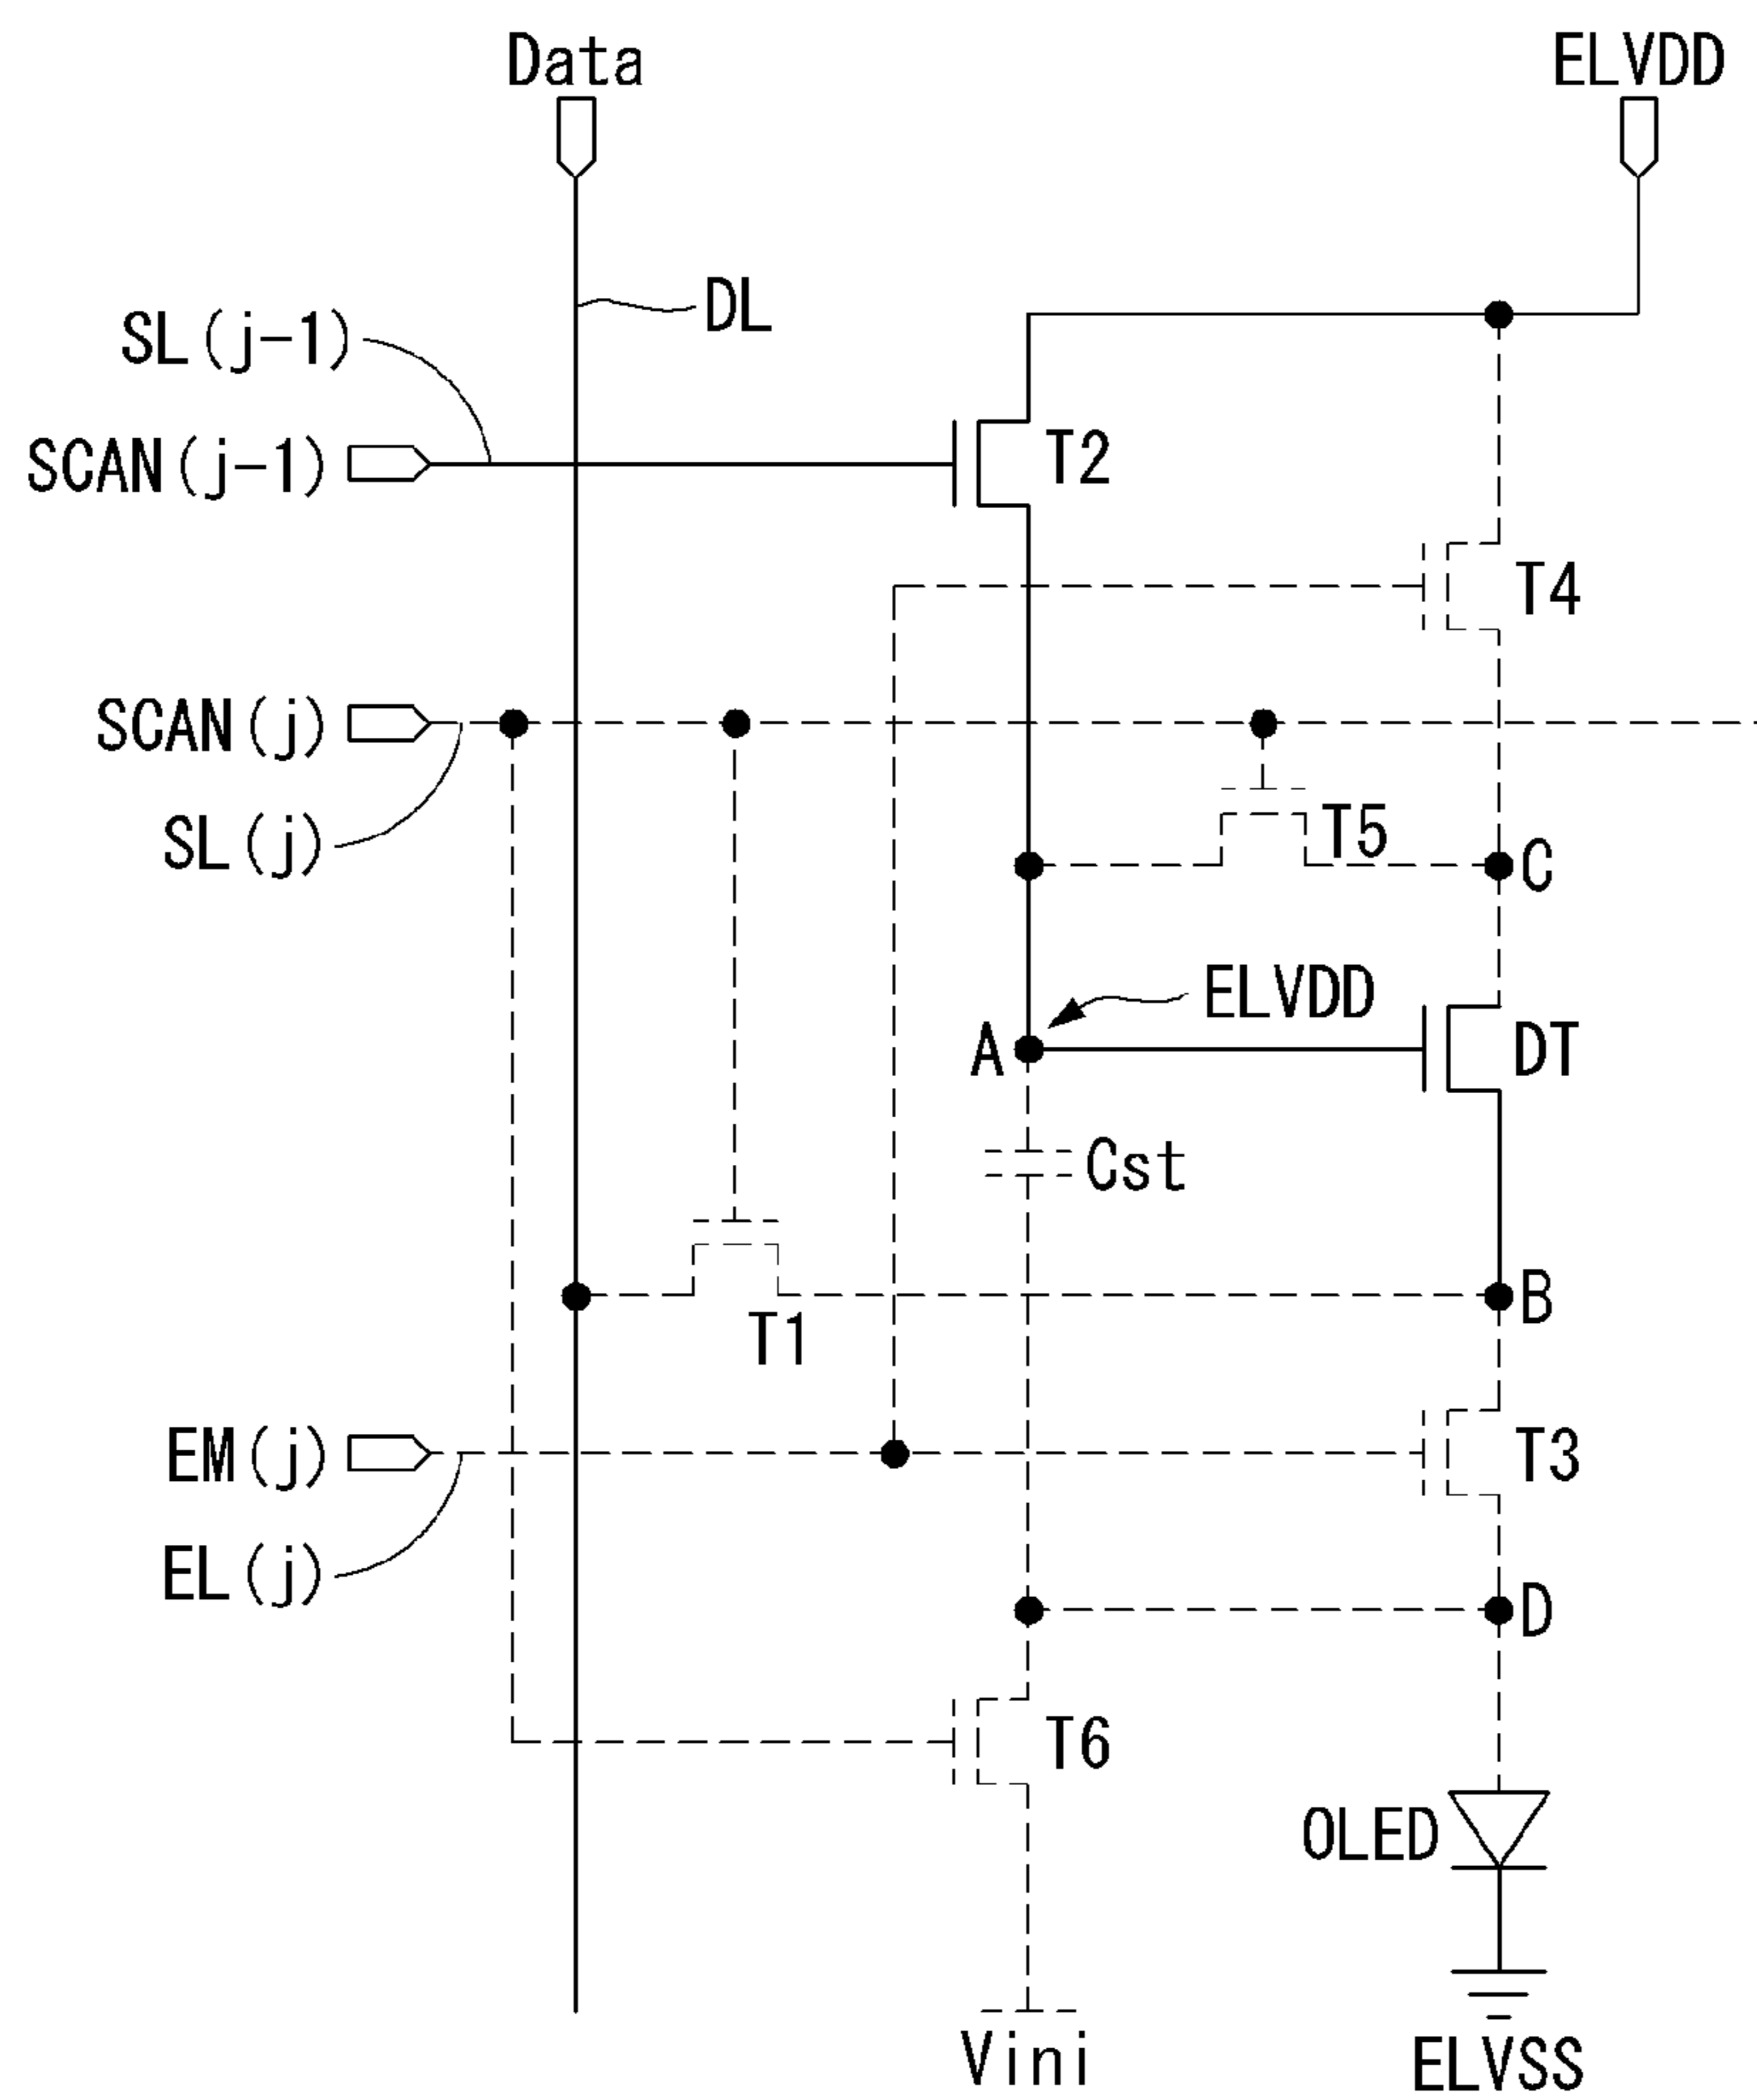 Data
ELVDD
DL
SL(j-1)
SCAN(j-1)
T2
T4
SCAN(j)
SL(j)
T5
C
ELVDD
A
DT
Cst
T1
B
EM(j)
T3
EL(j)
D
T6
OLED
Vini
ELVSS